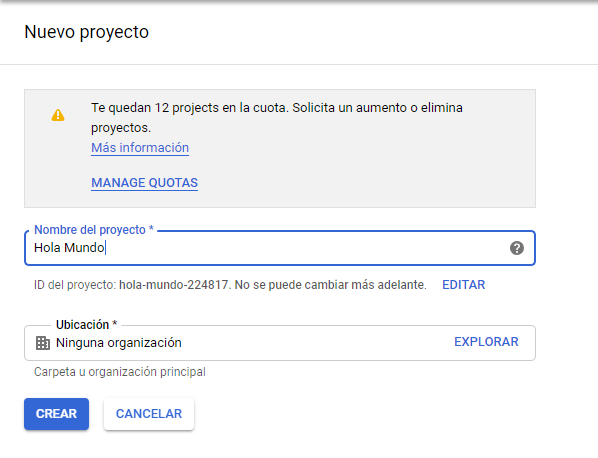 Nuevo proyecto
Te quedan 12 projects en la cuota. Solicita un aumento o elimina
proyectos.
Más información
MANAGE QUOTAS
Nombre del proyecto *
Hola Mundo
ID del proyecto: hola-mundo-224817. No se puede cambiar más adelante. EDITAR
Ubicación *
Ninguna organización EXPLORAR
Carpeta u organización principal
CREAR CANCELAR